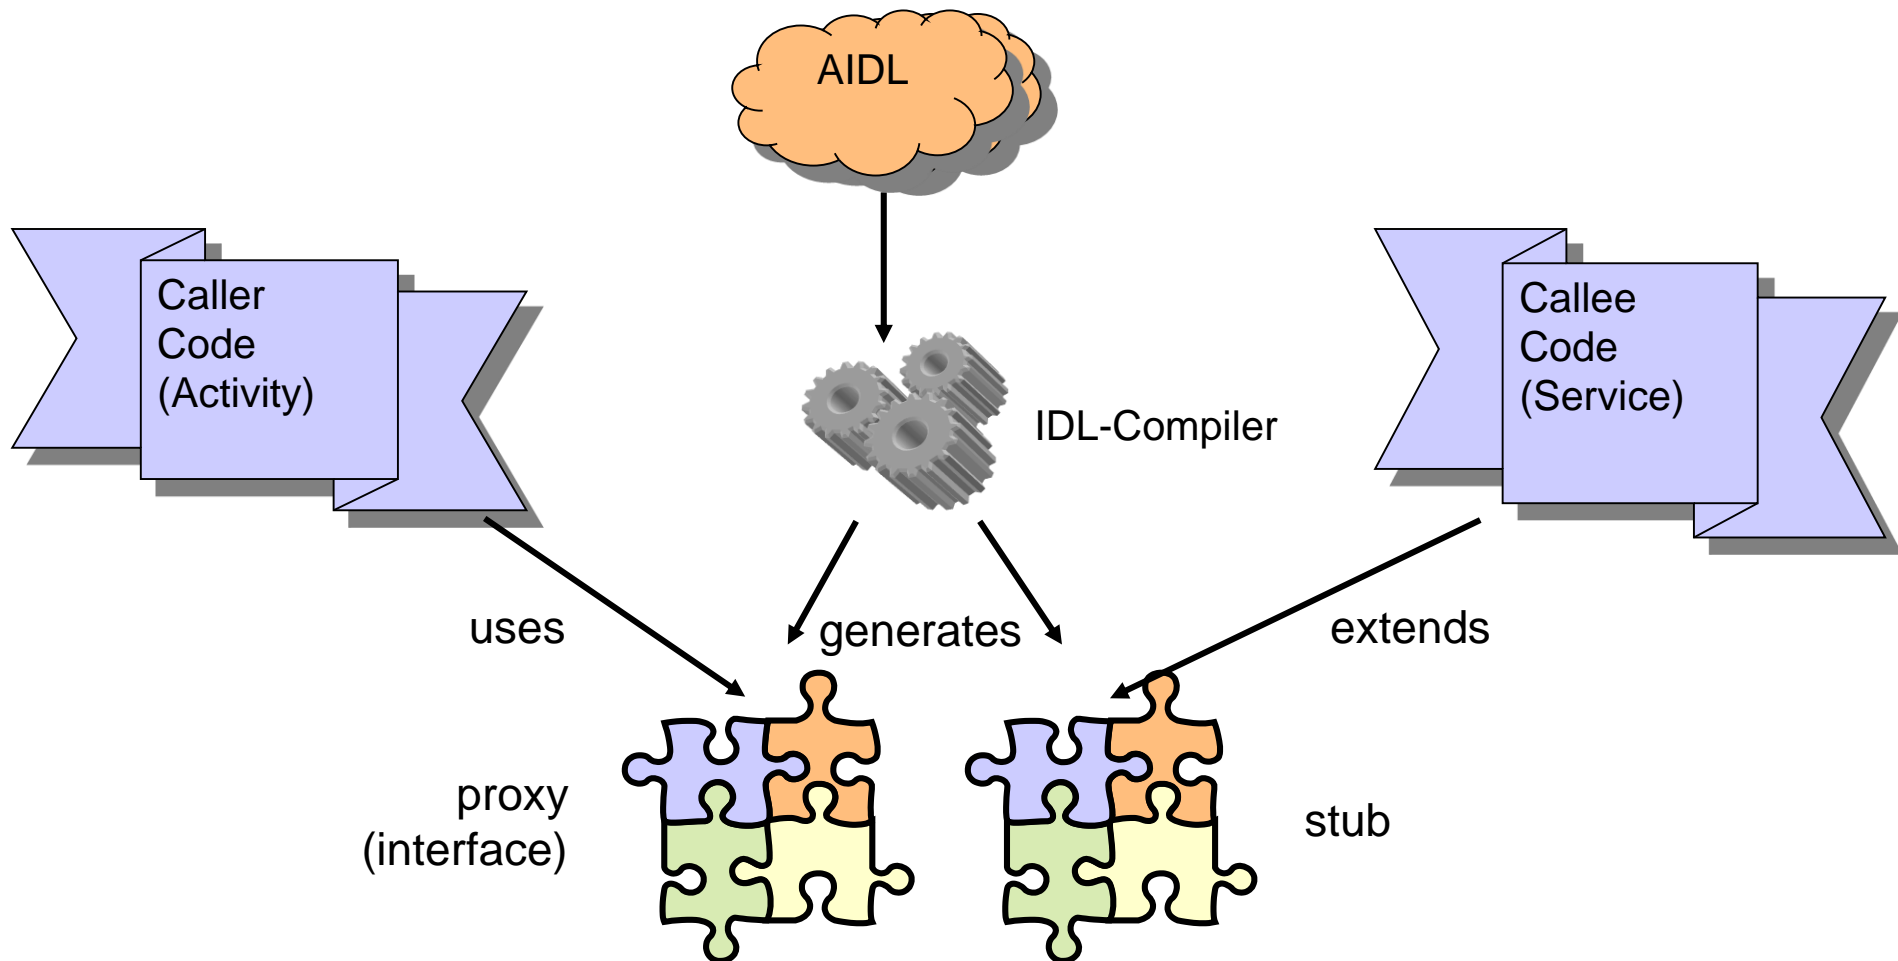 AIDL
Caller
Code
(Activity)
Callee
Code
(Service)
IDL-Compiler
uses
generates
extends
proxy
(interface)
stub